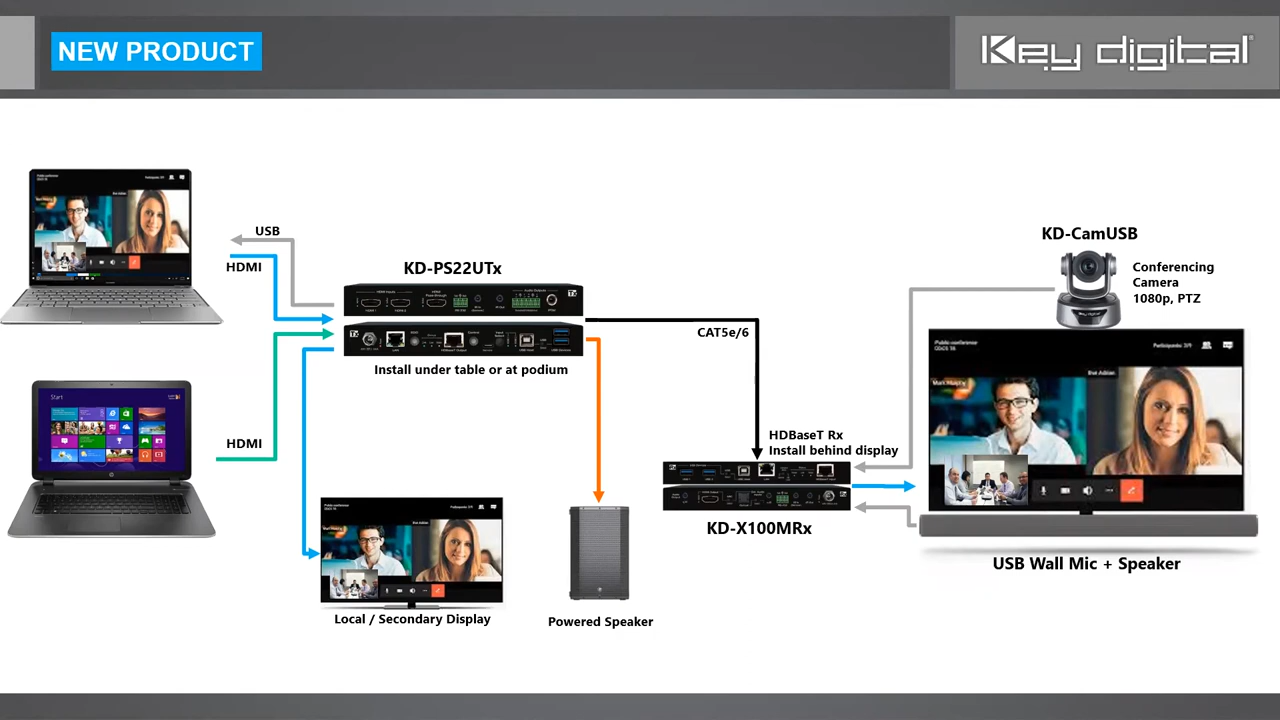 NEW PRODUCT
Key digital
USB
HDMI
KD-PS22UTx
KD-CamUSB
Conferencing
Camera
1080p, PTZ
CAT5e/6
Install under table or at podium
Start
HDMI
HDBaseT Rx
Install behind display
KD-X100MRx
USB Wall Mic + Speaker
Local / Secondary Display
Powered Speaker